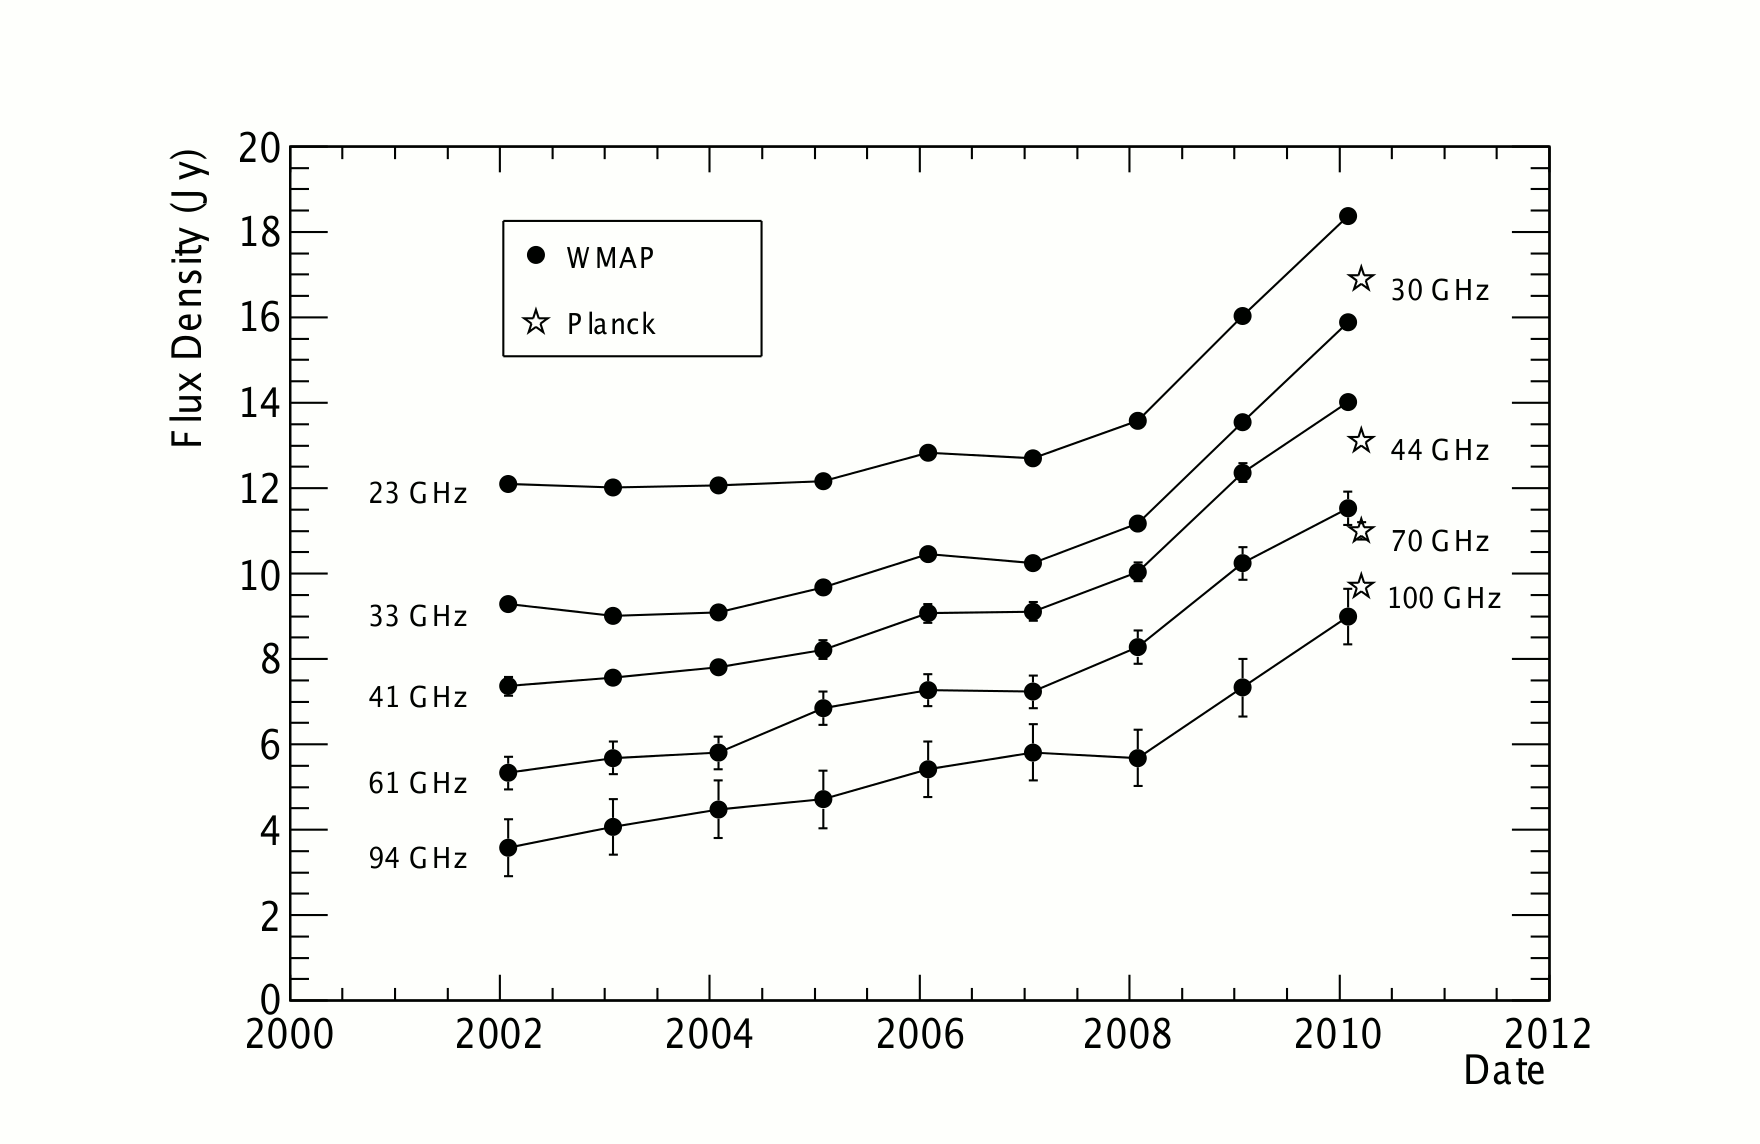 Flux Density (Jy)
20
18
16
14
12
10
8
6
4
2
0
WMAP
Planck
23 GHz
33 GHz
41 GHz
61 GHz
94 GHz
30 GHz
44 GHz
70 GHz
100 GHz
2000 2002 2004 2006 2008 2010 2012
Date